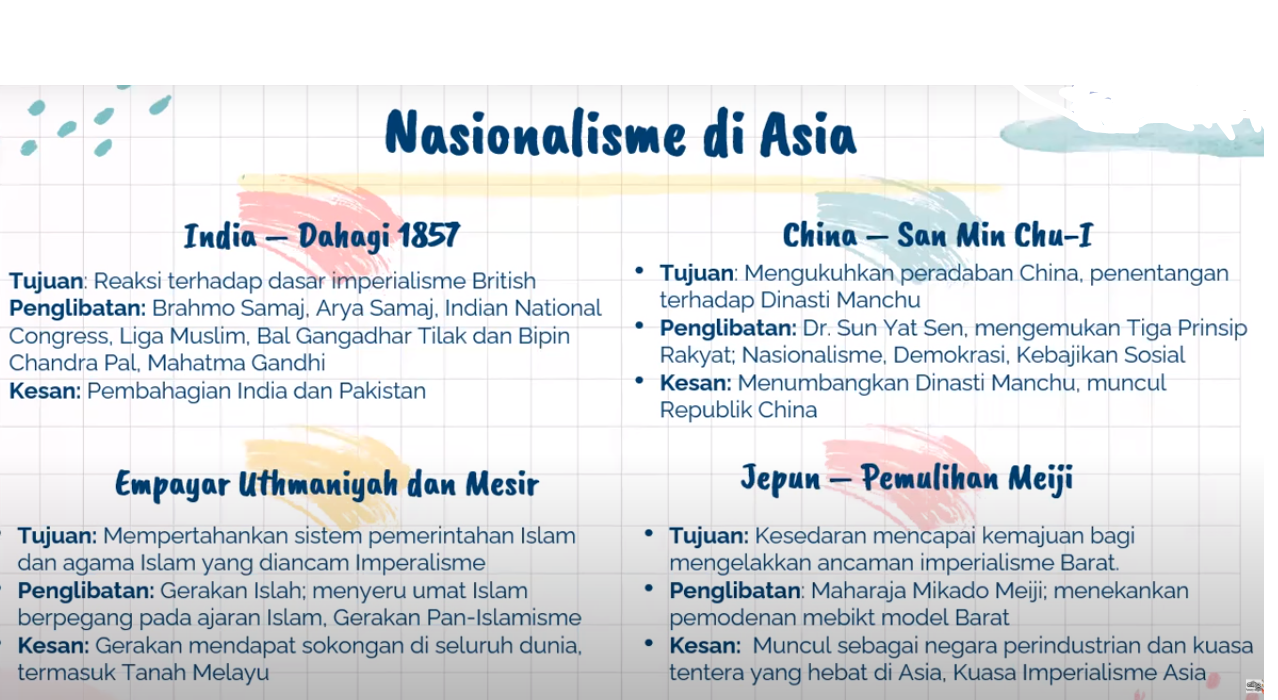 Nasionalisme di Asia
India – Dahagi 1857
Tujuan: Reaksi terhadap dasar imperialisme British
Penglibatan: Brahmo Samaj, Arya Samaj, Indian National
Congress, Liga Muslim, Bal Gangadhar Tilak dan Bipin
Chandra Pal, Mahatma Gandhi
Kesan: Pembahagian India dan Pakistan
China – San Min Chu-I
• Tujuan: Mengukuhkan peradaban China, penentangan
terhadap Dinasti Manchu
• Penglibatan: Dr. Sun Yat Sen, mengemukan Tiga Prinsip
Rakyat; Nasionalisme, Demokrasi, Kebajikan Sosial
• Kesan: Menumbangkan Dinasti Manchu, muncul
Republik China
Empayar Uthmaniyah dan Mesir
• Tujuan: Mempertahankan sistem pemerintahan Islam
dan agama Islam yang diancam Imperalisme
• Penglibatan: Gerakan Islah; menyeru umat Islam
berpegang pada ajaran Islam, Gerakan Pan-Islamisme
• Kesan: Gerakan mendapat sokongan di seluruh dunia,
termasuk Tanah Melayu
Jepun – Pemulihan Meiji
• Tujuan: Kesedaran mencapai kemajuan bagi
mengelakkan ancaman imperialisme Barat.
• Penglibatan: Maharaja Mikado Meiji; menekankan
pemodenan mebikt model Barat
• Kesan: Muncul sebagai negara perindustrian dan kuasa
tentera yang hebat di Asia, Kuasa Imperialisme Asia